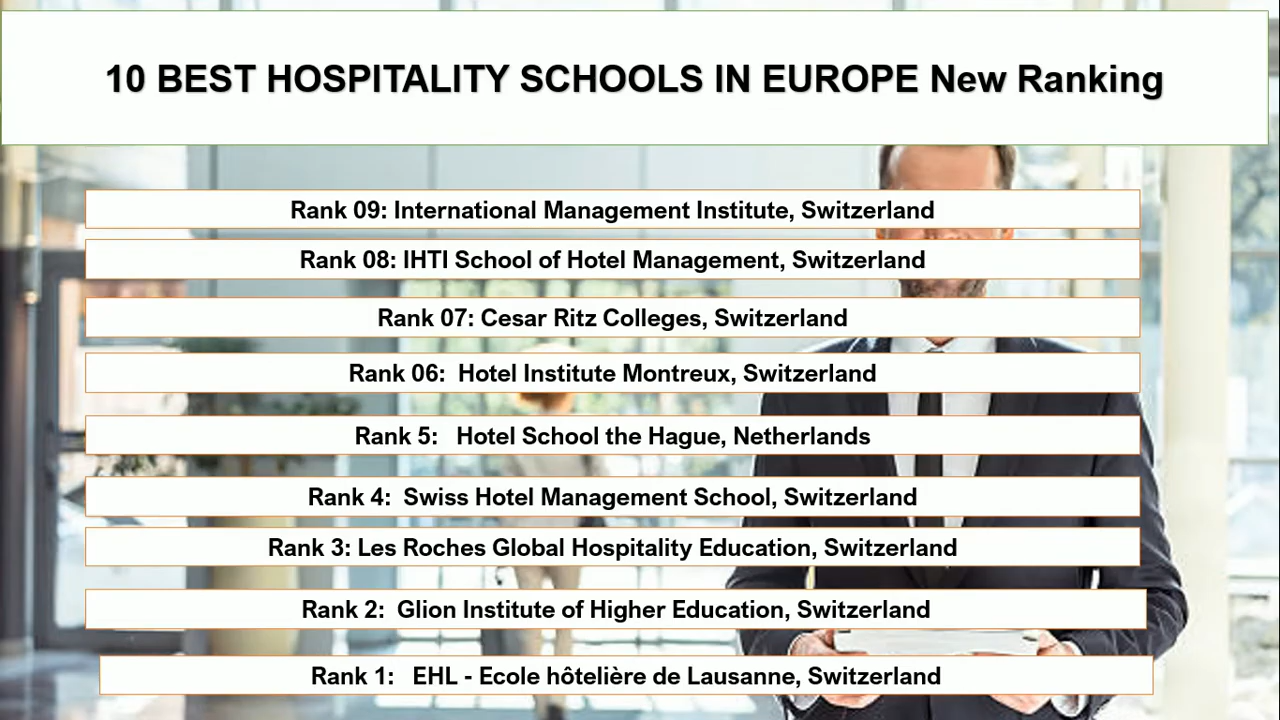 10 BEST HOSPITALITY SCHOOLS IN EUROPE New Ranking
Rank 09: International Management Institute, Switzerland
Rank 08: IHTI School of Hotel Management, Switzerland
Rank 07: Cesar Ritz Colleges, Switzerland
Rank 06:  Hotel Institute Montreux, Switzerland
Rank 5:   Hotel School the Hague, Netherlands
Rank 4:  Swiss Hotel Management School, Switzerland
Rank 3: Les Roches Global Hospitality Education, Switzerland
Rank 2:  Glion Institute of Higher Education, Switzerland
Rank 1:   EHL - Ecole hôtelière de Lausanne, Switzerland